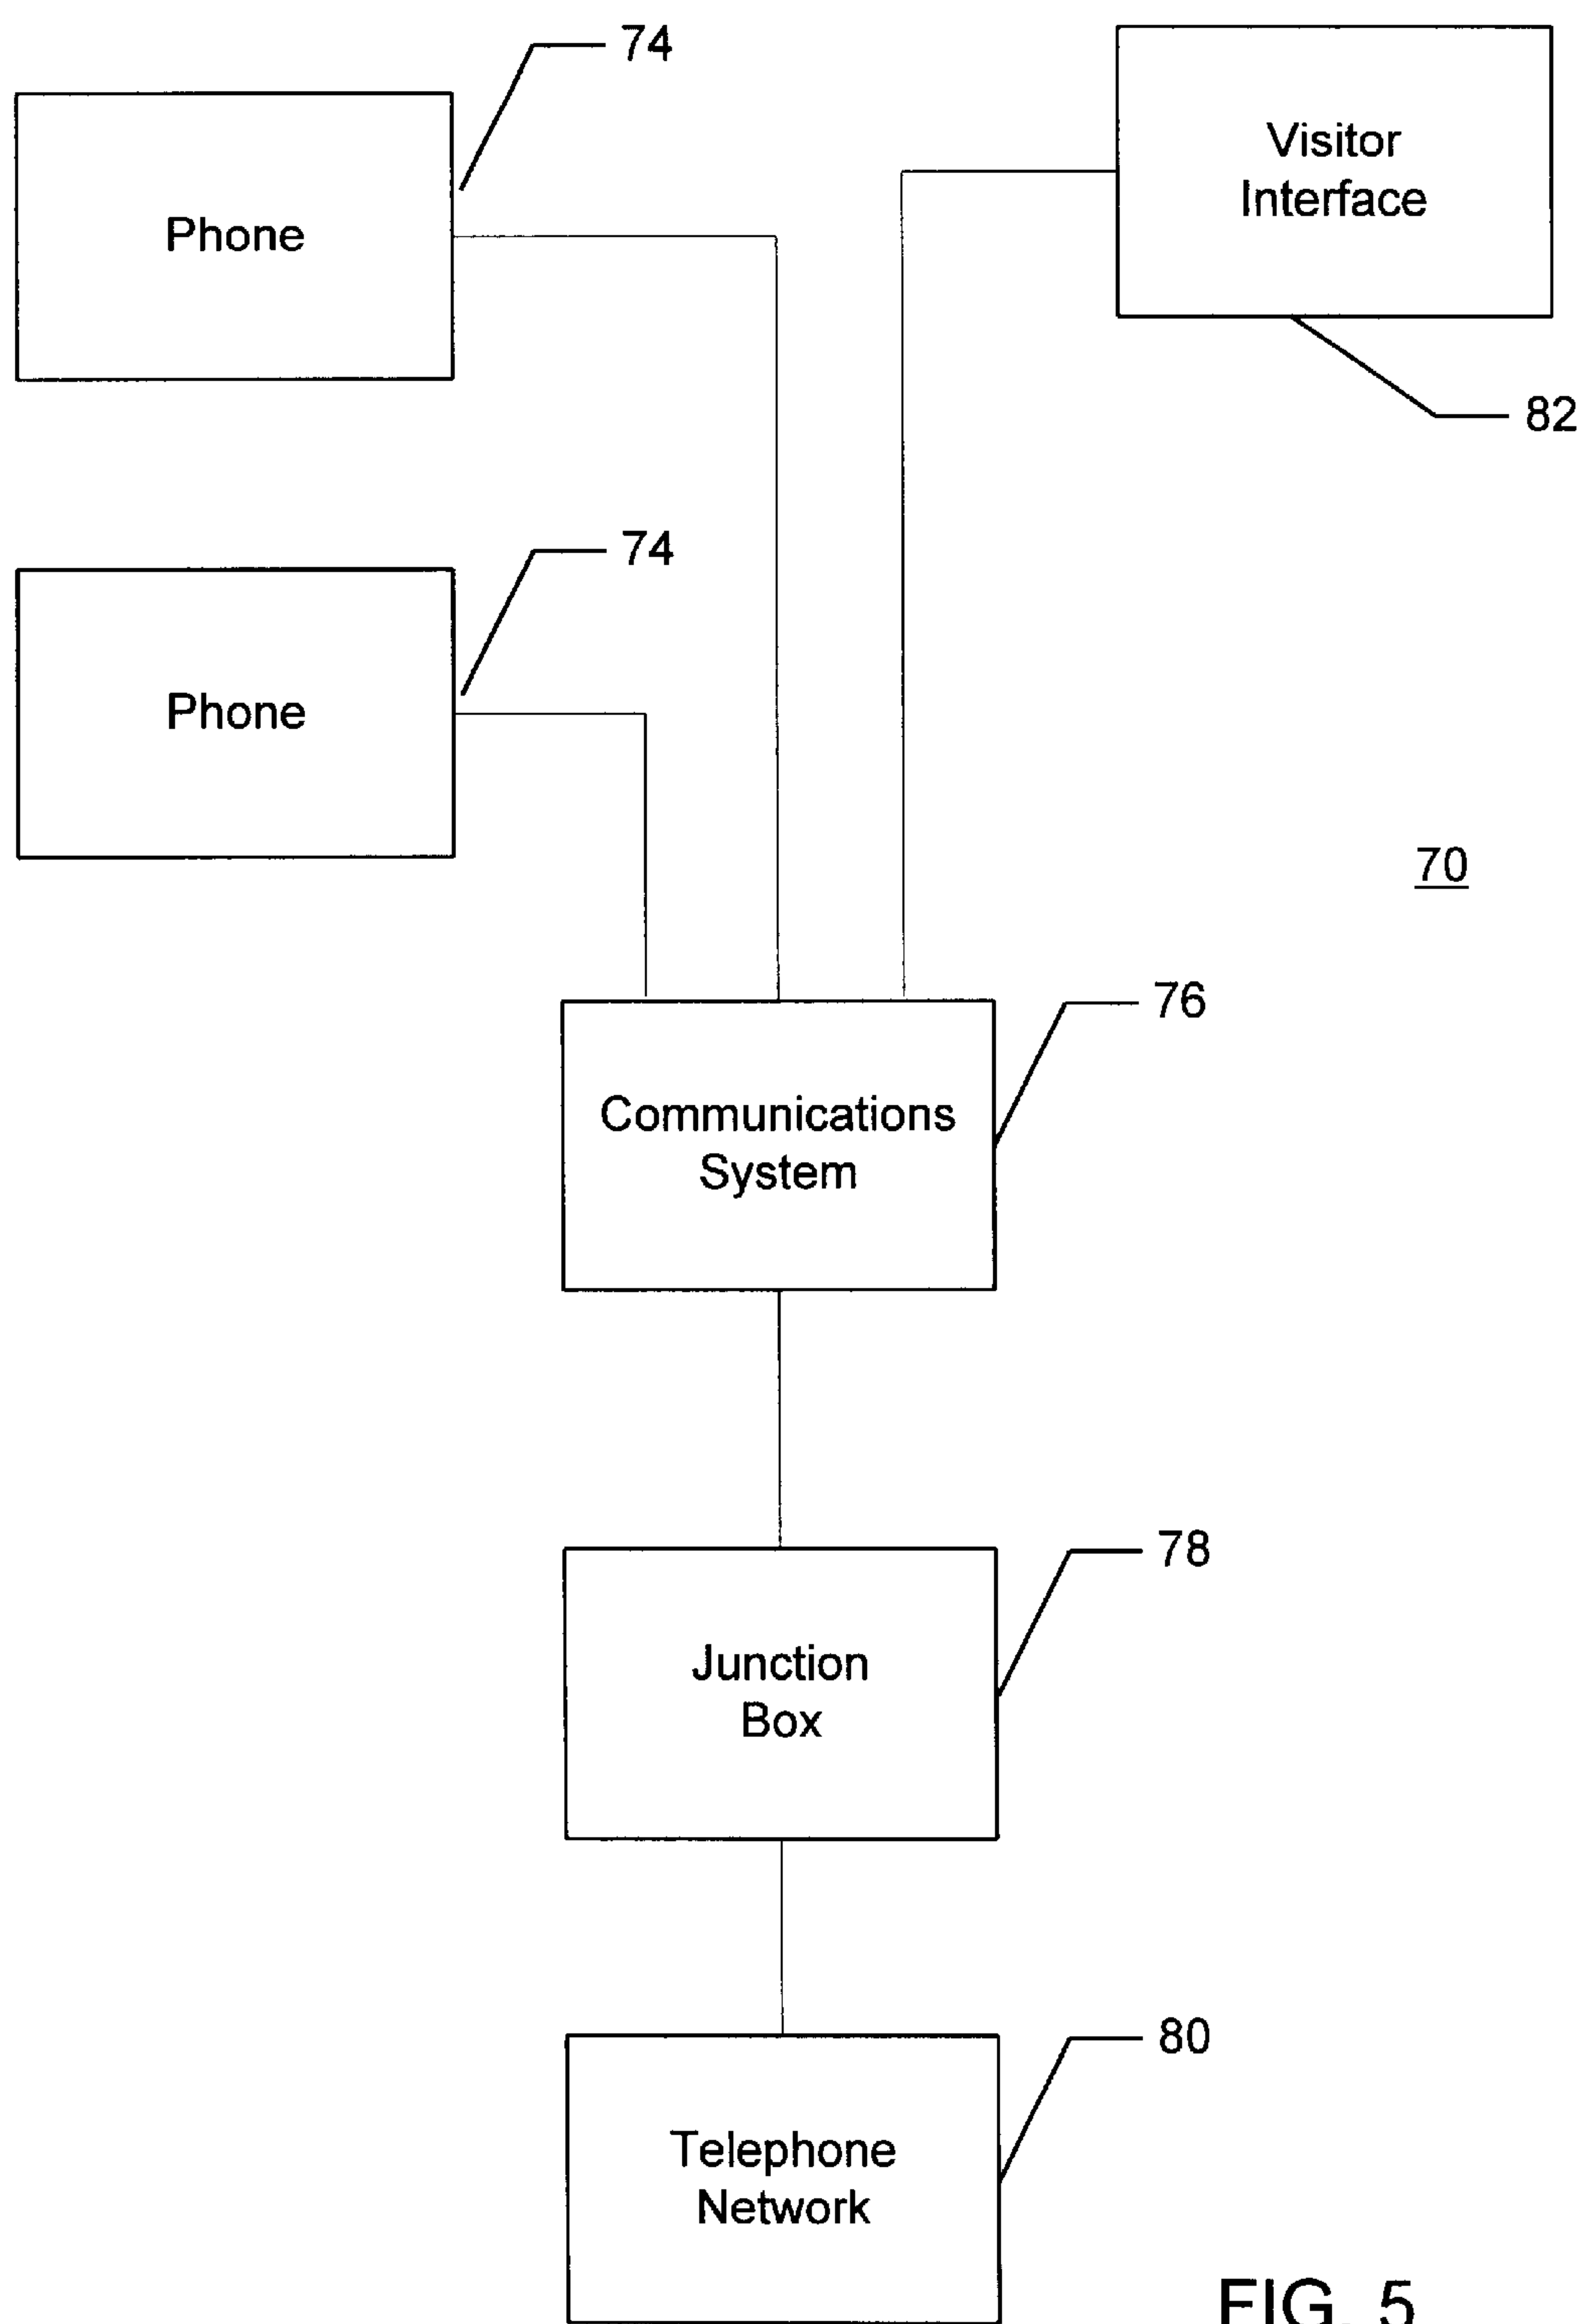 74
Visitor
Interface
Phone
82
74
Phone
70
76
Communications
System
78
Junction
Box
80
Telephone
Network
FIG. 5